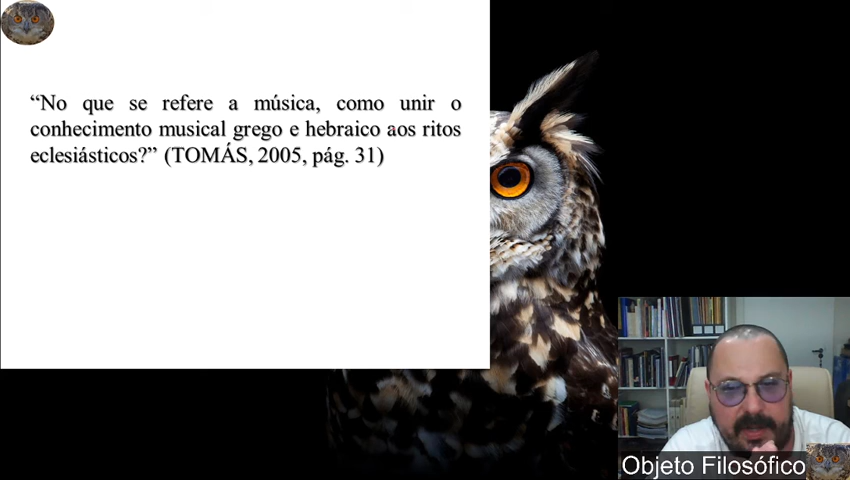 “No que se refere a música, como unir o
conhecimento musical grego e hebraico aos ritos
eclesiásticos?” (TOMÁS, 2005, pág. 31)
Objeto Filosófico